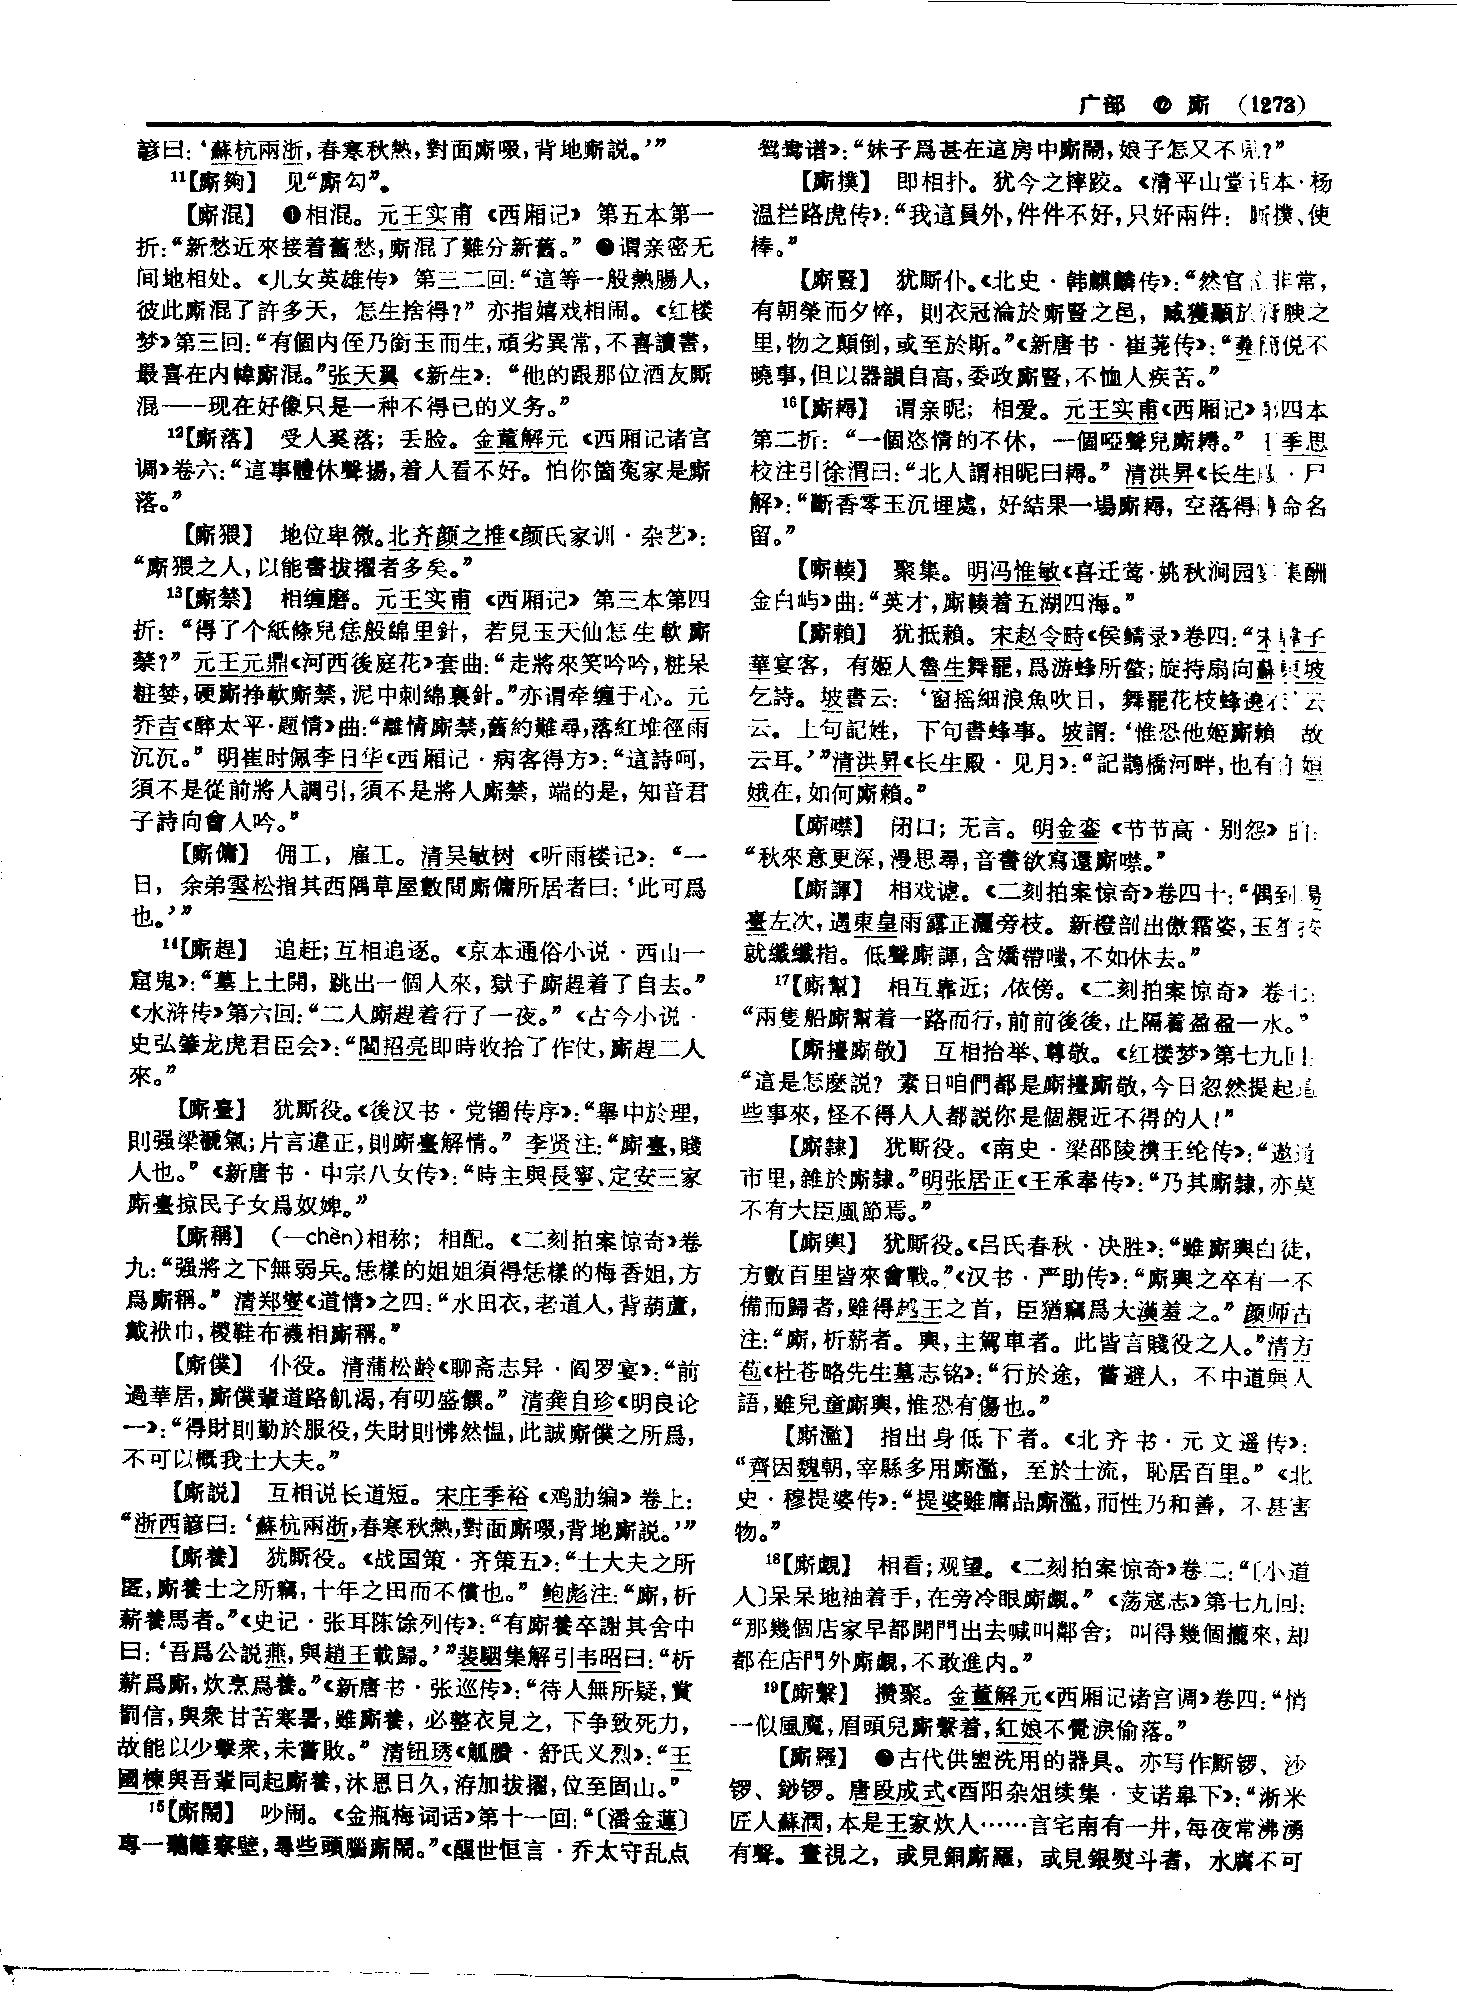 广部 ⑫ 廝 (1273)
諺曰：‘蘇杭兩浙，春寒秋熱，對面廝啜，背地廝説。’”
11【廝夠】 见“廝勾”。
【廝混】 ❶相混。元王实甫《西厢记》第五本第一
折：“新愁近來接着舊愁，廝混了難分新舊。”❷谓亲密无
间地相处。《儿女英雄传》第三二回：“這等一般熱腸人，
彼此廝混了許多天，怎生捨得？”亦指嬉戏相闹。《红楼
梦》第三回：“有個内侄乃銜玉而生，頑劣異常，不喜讀書，
最喜在内幃廝混。”张天翼《新生》：“他的跟那位酒友厮
混——现在好像只是一种不得已的义务。”
12【廝落】 受人奚落；丢脸。金董解元《西厢记诸宫
调》卷六：“這事體休聲揚，着人看不好。怕你箇冤家是廝
落。”
【廝猥】 地位卑微。北齐颜之推《颜氏家训·杂艺》：
“廝猥之人，以能書拔擢者多矣。”
13【廝禁】 相缠磨。元王实甫《西厢记》第三本第四
折：“得了个紙條兒恁般綿里針，若見玉天仙怎生軟廝
禁？”元王元鼎《河西後庭花》套曲：“走將來笑吟吟，粧呆
粧婪，硬廝挣軟廝禁，泥中刺綿裏針。”亦谓牵缠于心。元
乔吉《醉太平·题情》曲：“離情廝禁，舊約難尋，落紅堆徑雨
沉沉。”明崔时佩李日华《西厢记·病客得方》：“這詩呵，
須不是從前將人調引，須不是將人廝禁，端的是，知音君
子詩向會人吟。”
【廝傭】 佣工，雇工。清吴敏树《听雨楼记》：“一
日，余弟雲松指其西隅草屋數間廝傭所居者曰：‘此可爲
也。’”
14【廝趕】 追赶；互相追逐。《京本通俗小说·西山一
窟鬼》：“墓上土開，跳出一個人來，獄子廝趕着了自去。”
《水浒传》第六回：“二人廝趕着行了一夜。”《古今小说·
史弘肇龙虎君臣会》：“閻招亮即時收拾了作仗，廝趕二人
來。”
【廝臺】 犹厮役。《後汉书·党锢传序》：“舉中於理，
則强梁褫氣；片言違正，則廝臺解情。”李贤注：“廝臺，賤
人也。”《新唐书·中宗八女传》：“時主與長寧、定安三家
廝臺掠民子女爲奴婢。”
【廝稱】 （—chèn）相称；相配。《二刻拍案惊奇》卷
九：“强將之下無弱兵。恁樣的姐姐須得恁樣的梅香姐，方
爲廝稱。”清郑燮《道情》之四：“水田衣，老道人，背葫蘆，
戴袱巾，椶鞋布襪相廝稱。”
【廝僕】 仆役。清蒲松龄《聊斋志异·阎罗宴》：“前
過華居，廝僕輩道路飢渴，有叨盛饌。”清龚自珍《明良论
一》：“得財則勤於服役，失財則怫然愠，此誠廝僕之所爲，
不可以概我士大夫。”
【廝説】 互相说长道短。宋庄季裕《鸡肋编》卷上：
“浙西諺曰：‘蘇杭兩浙，春寒秋熱，對面廝啜，背地廝説。’”
【廝養】 犹厮役。《战国策·齐策五》：“士大夫之所
匿，廝養士之所竊，十年之田而不償也。”鲍彪注：“廝，析
薪養馬者。”《史记·张耳陈馀列传》：“有廝養卒謝其舍中
曰：‘吾爲公説燕，與趙王載歸。’”裴駰集解引韦昭曰：“析
薪爲廝，炊烹爲養。”《新唐书·张巡传》：“待人無所疑，賞
罰信，與衆甘苦寒暑，雖廝養，必整衣見之，下争致死力，
故能以少擊衆，未嘗敗。”清钮琇《觚賸·舒氏义烈》：“王
國棟與吾輩同起廝養，沐恩日久，洊加拔擢，位至固山。”
15【廝鬧】 吵闹。《金瓶梅词话》第十一回：“〔潘金蓮〕
專一聽籬察壁，尋些頭腦廝鬧。”《醒世恒言·乔太守乱点
鸳鸯谱》：“妹子爲甚在這房中廝鬧，娘子怎又不見？”
【廝撲】 即相扑。犹今之摔跤。《清平山堂话本·杨
温拦路虎传》：“我這員外，件件不好，只好兩件：廝撲、使
棒。”
【廝豎】 犹厮仆。《北史·韩麒麟传》：“然官 非常，
有朝榮而夕悴，則衣冠淪於廝豎之邑，臧獲顯於膏腴之
里，物之顛倒，或至於斯。”《新唐书·崔荛传》：“蕘簡侻不
曉事，但以器韻自高，委政廝豎，不恤人疾苦。”
16【廝耨】 谓亲昵；相爱。元王实甫《西厢记》第四本
第二折：“一個恣情的不休，一個啞聲兒廝耨。”王季思
校注引徐渭曰：“北人謂相昵曰耨。”清洪昇《长生殿·尸
解》：“斷香零玉沉埋處，好結果一場廝耨，空落得薄命名
留。”
【廝輳】 聚集。明冯惟敏《喜迁莺·姚秋涧园宴集酬
金白屿》曲：“英才，廝輳着五湖四海。”
【廝賴】 犹抵賴。宋赵令畤《侯鲭录》卷四：“宋韓子
華宴客，有姬人魯生舞罷，爲游蜂所螫；旋持扇向蘇東坡
乞詩。坡書云：‘窗摇細浪魚吹日，舞罷花枝蜂遶衣’云
云。上句記姓，下句書蜂事。坡謂：‘惟恐他姬廝賴 故
云耳。’”清洪昇《长生殿·见月》：“記鵲橋河畔，也有 姮
娥在，如何廝賴。”
【廝噤】 闭口；无言。明金銮《节节高·别怨》曲：
“秋來意更深，漫思尋，音書欲寫還廝噤。”
【廝諢】 相戏谑。《二刻拍案惊奇》卷四十：“偶到陽
臺左次，遇東皇雨露正灑旁枝。新橙剖出傲霜姿，玉笙按
就纖纖指。低聲廝諢，含嬌帶嗤，不如休去。”
17【廝幫】 相互靠近；依傍。《二刻拍案惊奇》卷七：
“兩隻船廝幫着一路而行，前前後後，止隔着盈盈一水。”
【廝擡廝敬】 互相抬举、尊敬。《红楼梦》第七九回：
“這是怎麼説？素日咱們都是廝擡廝敬，今日忽然提起這
些事來，怪不得人人都説你是個親近不得的人！”
【廝隸】 犹厮役。《南史·梁邵陵携王纶传》：“遨遊
市里，雜於廝隸。”明张居正《王承奉传》：“乃其廝隸，亦莫
不有大臣風節焉。”
【廝輿】 犹厮役。《吕氏春秋·决胜》：“雖廝輿白徒，
方數百里皆來會戰。”《汉书·严助传》：“廝輿之卒有一不
備而歸者，雖得越王之首，臣猶竊爲大漢羞之。”颜师古
注：“廝，析薪者。輿，主駕車者。此皆言賤役之人。”清方
苞《杜苍略先生墓志铭》：“行於途，嘗避人，不中道與人
語，雖兒童廝輿，惟恐有傷也。”
【廝濫】 指出身低下者。《北齐书·元文遥传》：
“齊因魏朝，宰縣多用廝濫，至於士流，恥居百里。”《北
史·穆提婆传》：“提婆雖庸品廝濫，而性乃和善，不甚害
物。”
18【廝覷】 相看；观望。《二刻拍案惊奇》卷二：“〔小道
人〕呆呆地袖着手，在旁冷眼廝覷。”《荡寇志》第七九回：
“那幾個店家早都開門出去喊叫鄰舍；叫得幾個攏來，却
都在店門外廝覷，不敢進内。”
19【廝繫】 攒聚。金董解元《西厢记诸宫调》卷四：“悄
一似風魔，眉頭兒廝繫着，紅娘不覺淚偷落。”
【廝羅】 ❶古代供盥洗用的器具。亦写作厮锣、沙
锣、鈔锣。唐段成式《酉阳杂俎续集·支诺皋下》：“淅米
匠人蘇潤，本是王家炊人……言宅南有一井，每夜常沸湧
有聲。晝視之，或見銅廝羅，或見銀熨斗者，水腐不可